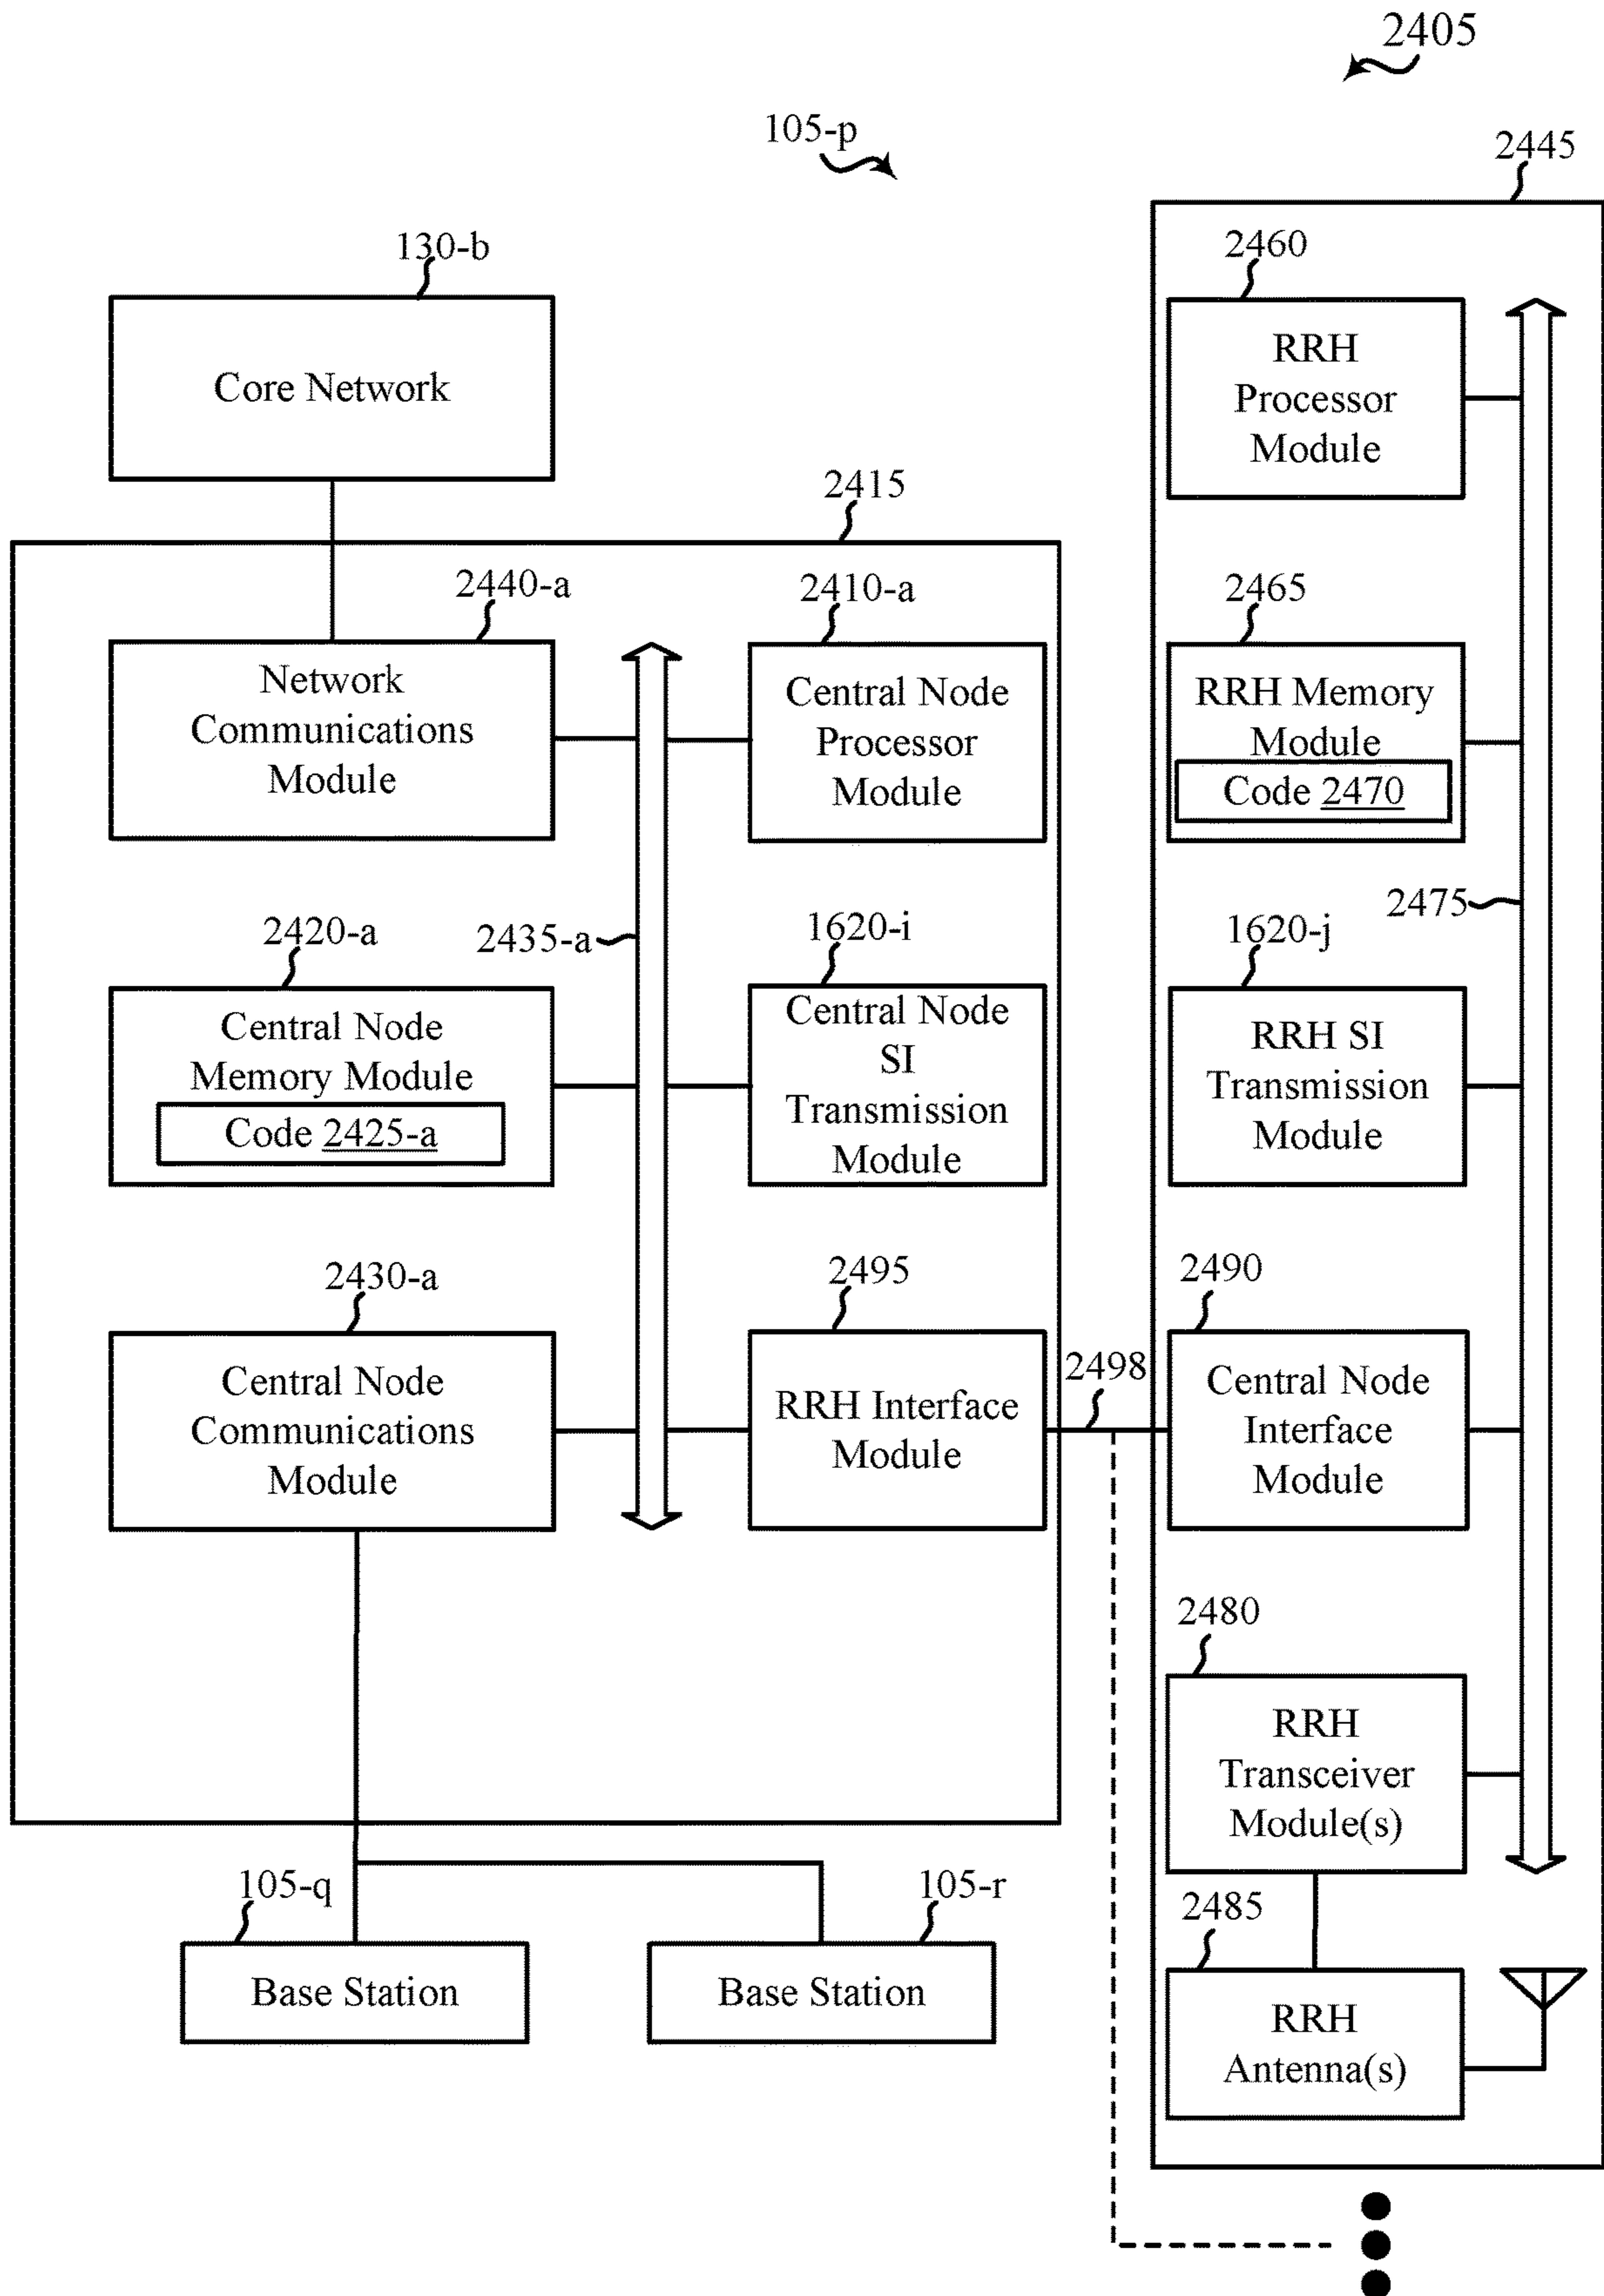 2405
105-p
2445
130-b
Core Network
2460
RRH
Processor
Module
2415
2440-a
Network
Communications
Module
2410-a
Central Node
Processor
Module
2465
RRH Memory
Module
Code 2470
2475
2420-a
Central Node
Memory Module
Code 2425-a
2435-a
1620-i
Central Node
SI
Transmission
Module
1620-j
RRH SI
Transmission
Module
2430-a
Central Node
Communications
Module
2495
RRH Interface
Module
2498
2490
Central Node
Interface
Module
2480
RRH
Transceiver
Module(s)
105-q
Base Station
105-r
Base Station
2485
RRH
Antenna(s)